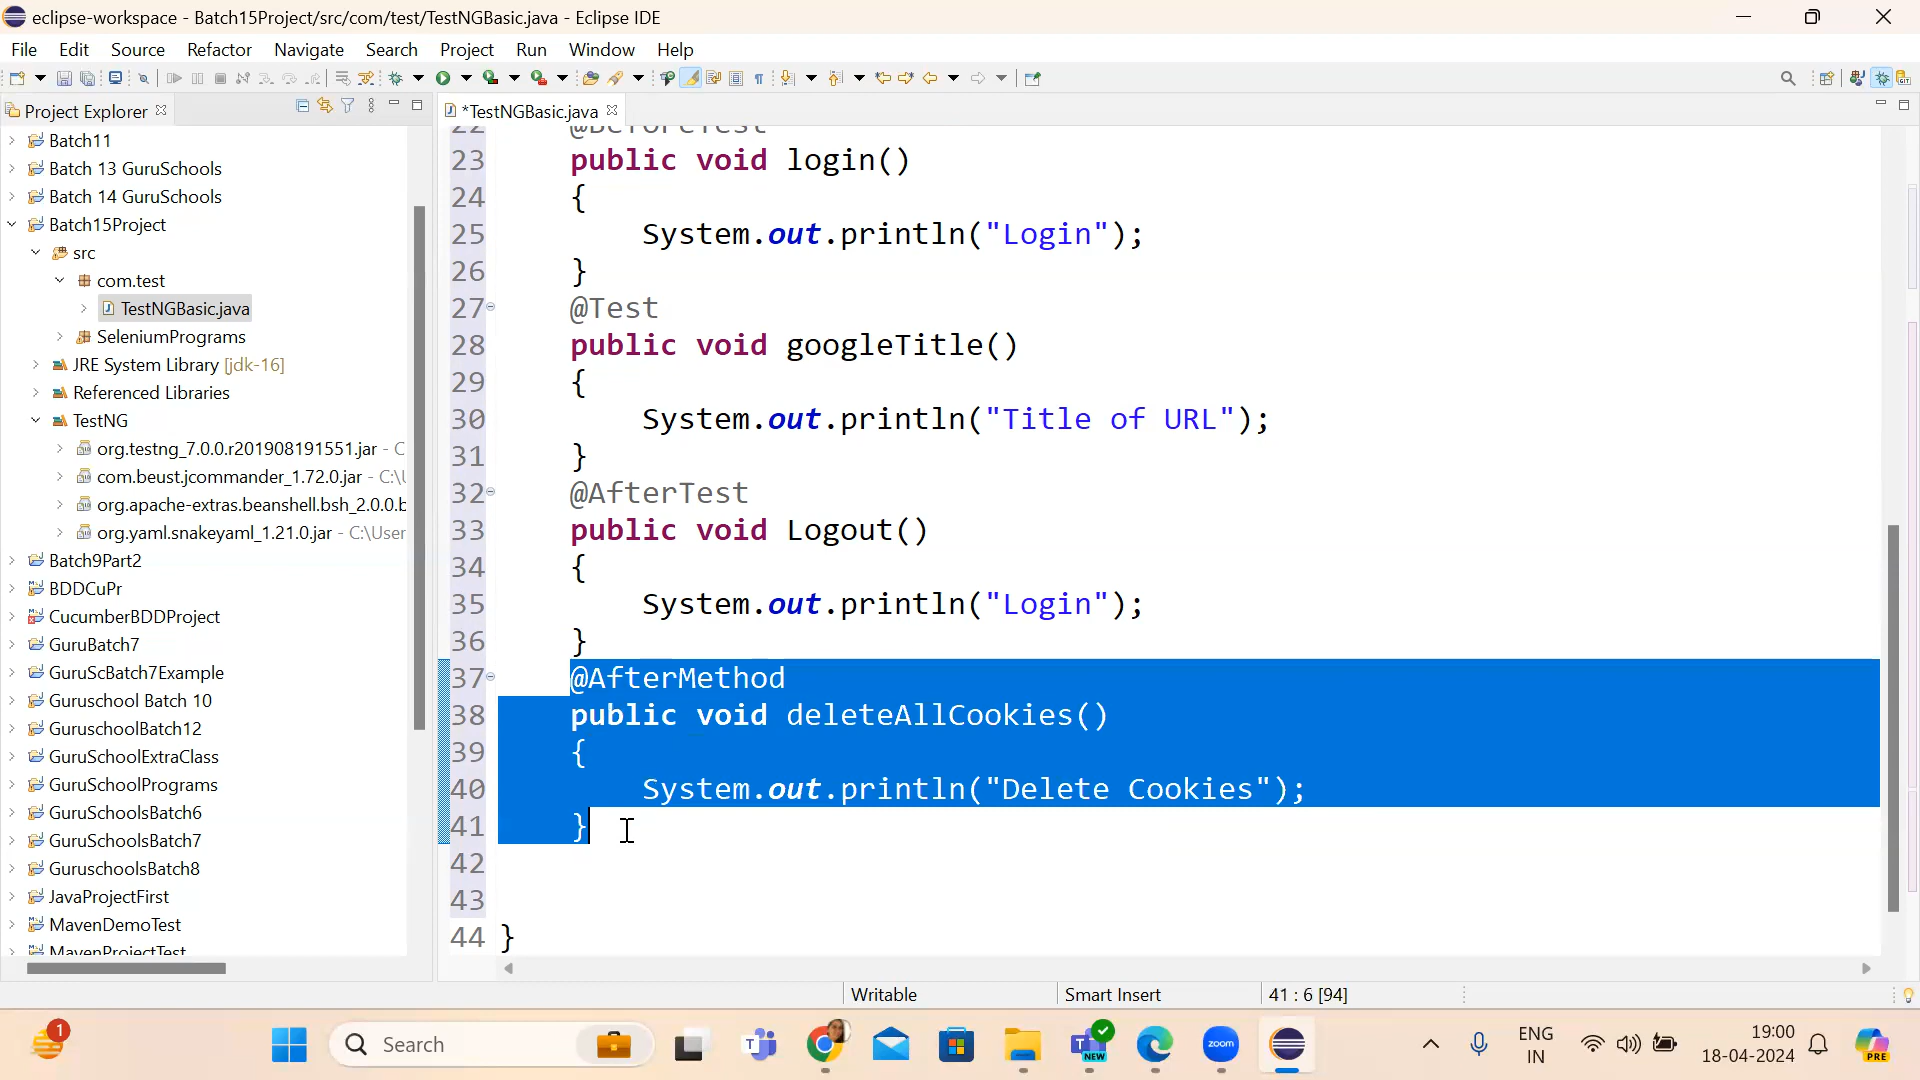 eclipse-workspace - Batch15Project/src/com/test/TestNGBasic.java - Eclipse IDE
File Edit Source Refactor Navigate Search Project Run Window Help
Project Explorer
*TestNGBasic.java
Batch11
Batch 13 GuruSchools
Batch 14 GuruSchools
Batch15Project
src
com.test
TestNGBasic.java
SeleniumPrograms
JRE System Library [jdk-16]
Referenced Libraries
TestNG
org.testng_7.0.0.r201908191551.jar - C
com.beust.jcommander_1.72.0.jar - C:\U
org.apache-extras.beanshell.bsh_2.0.0.b
org.yaml.snakeyaml_1.21.0.jar - C:\User
Batch9Part2
BDDCuPr
CucumberBDDProject
GuruBatch7
GuruScBatch7Example
Guruschool Batch 10
GuruschoolBatch12
GuruSchoolExtraClass
GuruSchoolPrograms
GuruSchoolsBatch6
GuruSchoolsBatch7
GuruschoolsBatch8
JavaProjectFirst
MavenDemoTest
MavenProjectTest
22 @BeforeTest
23 public void login()
24 {
25 System.out.println("Login");
26 }
27 @Test
28 public void googleTitle()
29 {
30 System.out.println("Title of URL");
31 }
32 @AfterTest
33 public void Logout()
34 {
35 System.out.println("Login");
36 }
37 @AfterMethod
38 public void deleteAllCookies()
39 {
40 System.out.println("Delete Cookies");
41 }
42
43
44 }
Writable Smart Insert 41 : 6 [94]
1 Search NEW zoom ENG IN 19:00 18-04-2024 PRE